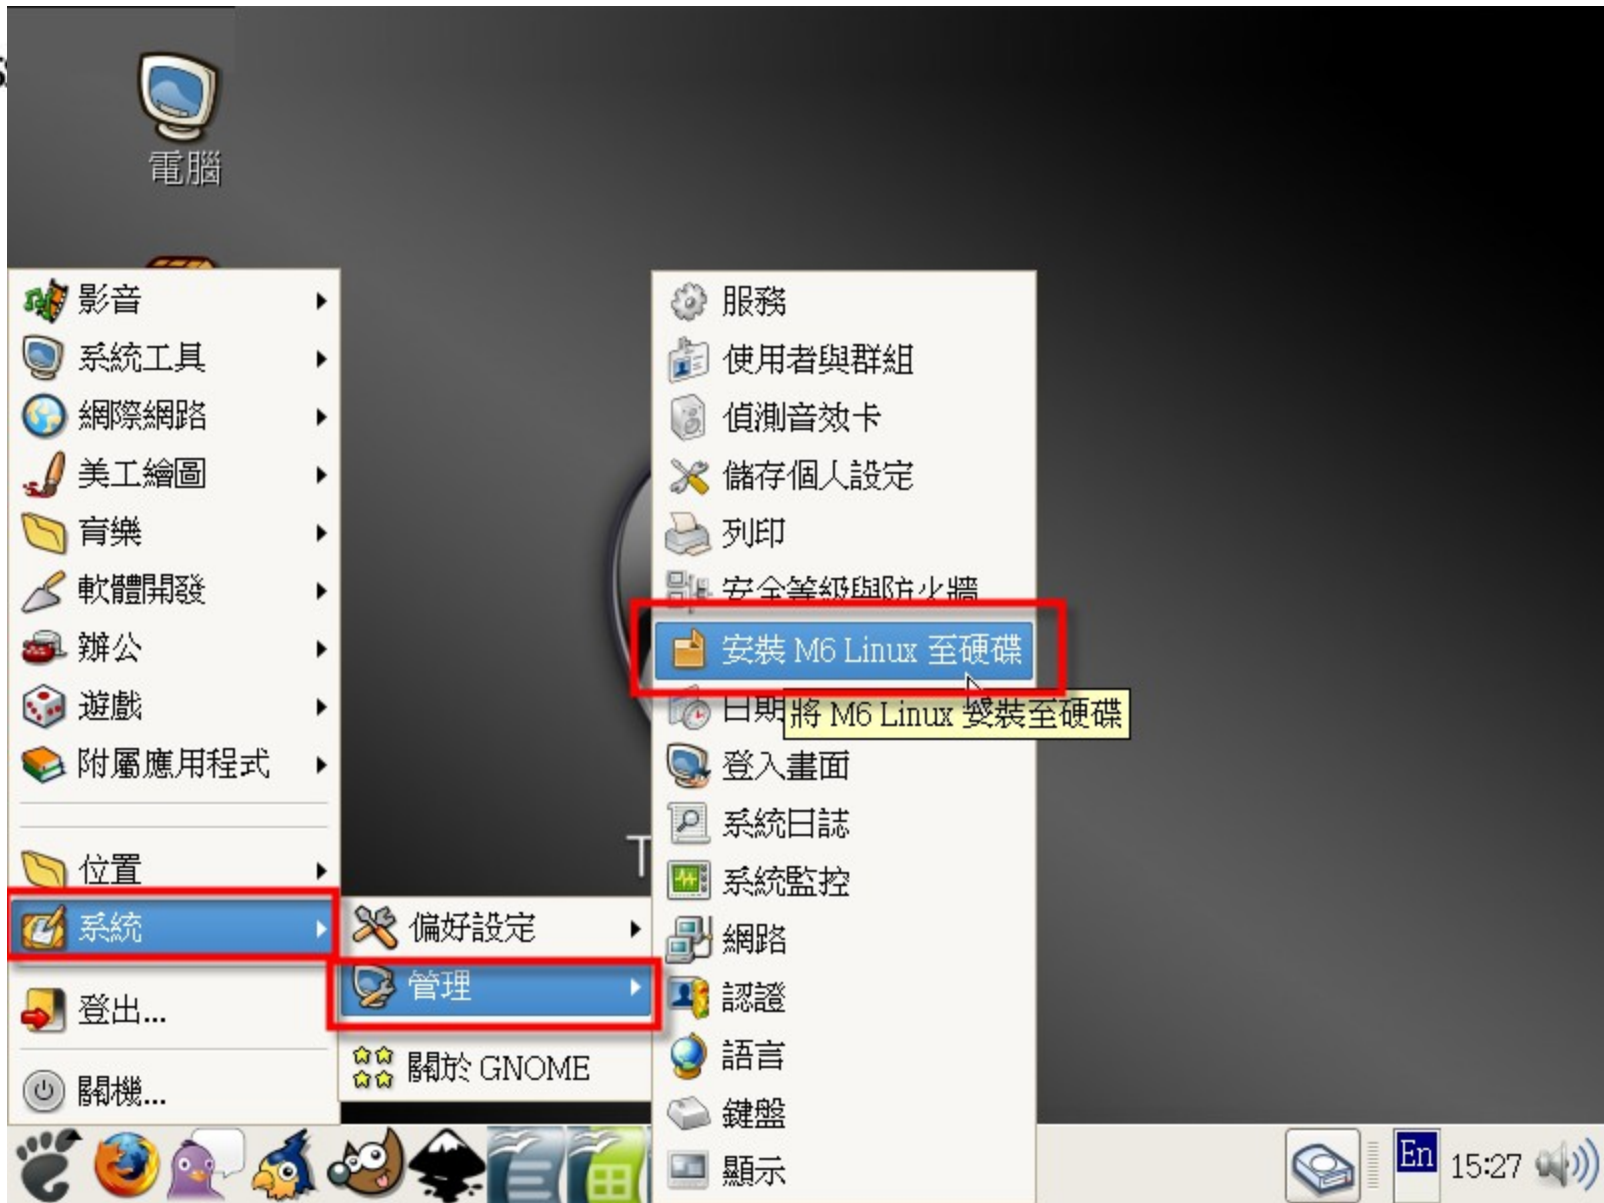 電腦
影音
系統工具
網際網路
美工繪圖
育樂
軟體開發
辦公
遊戲
附屬應用程式
位置
系統
登出...
關機...
偏好設定
管理
關於 GNOME
服務
使用者與群組
偵測音效卡
儲存個人設定
列印
安全等級與防火牆
安裝 M6 Linux 至硬碟
日期
將 M6 Linux 安裝至硬碟
登入畫面
系統日誌
系統監控
網路
認證
語言
鍵盤
顯示
T
En
15:27